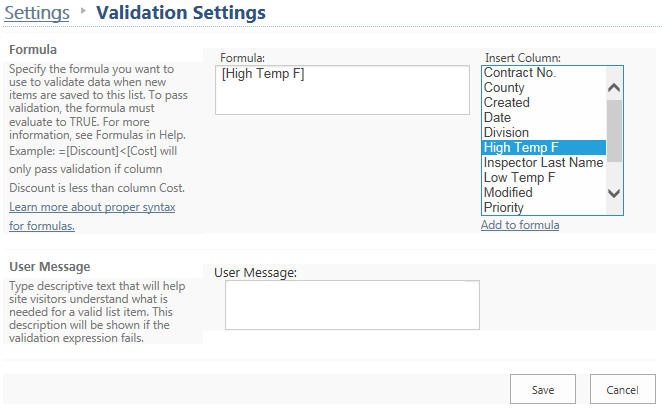 Settings ▸ Validation Settings
Formula
Specify the formula you want to
use to validate data when new
items are saved to this list. To pass
validation, the formula must
evaluate to TRUE. For more
information, see Formulas in Help.
Example: =[Discount]<[Cost] will
only pass validation if column
Discount is less than column Cost.
Learn more about proper syntax
for formulas.
Formula:
[High Temp F]
Insert Column:
Contract No.
County
Created
Date
Division
High Temp F
Inspector Last Name
Low Temp F
Modified
Priority
Add to formula
User Message
Type descriptive text that will help
site visitors understand what is
needed for a valid list item. This
description will be shown if the
validation expression fails.
User Message:
Save Cancel